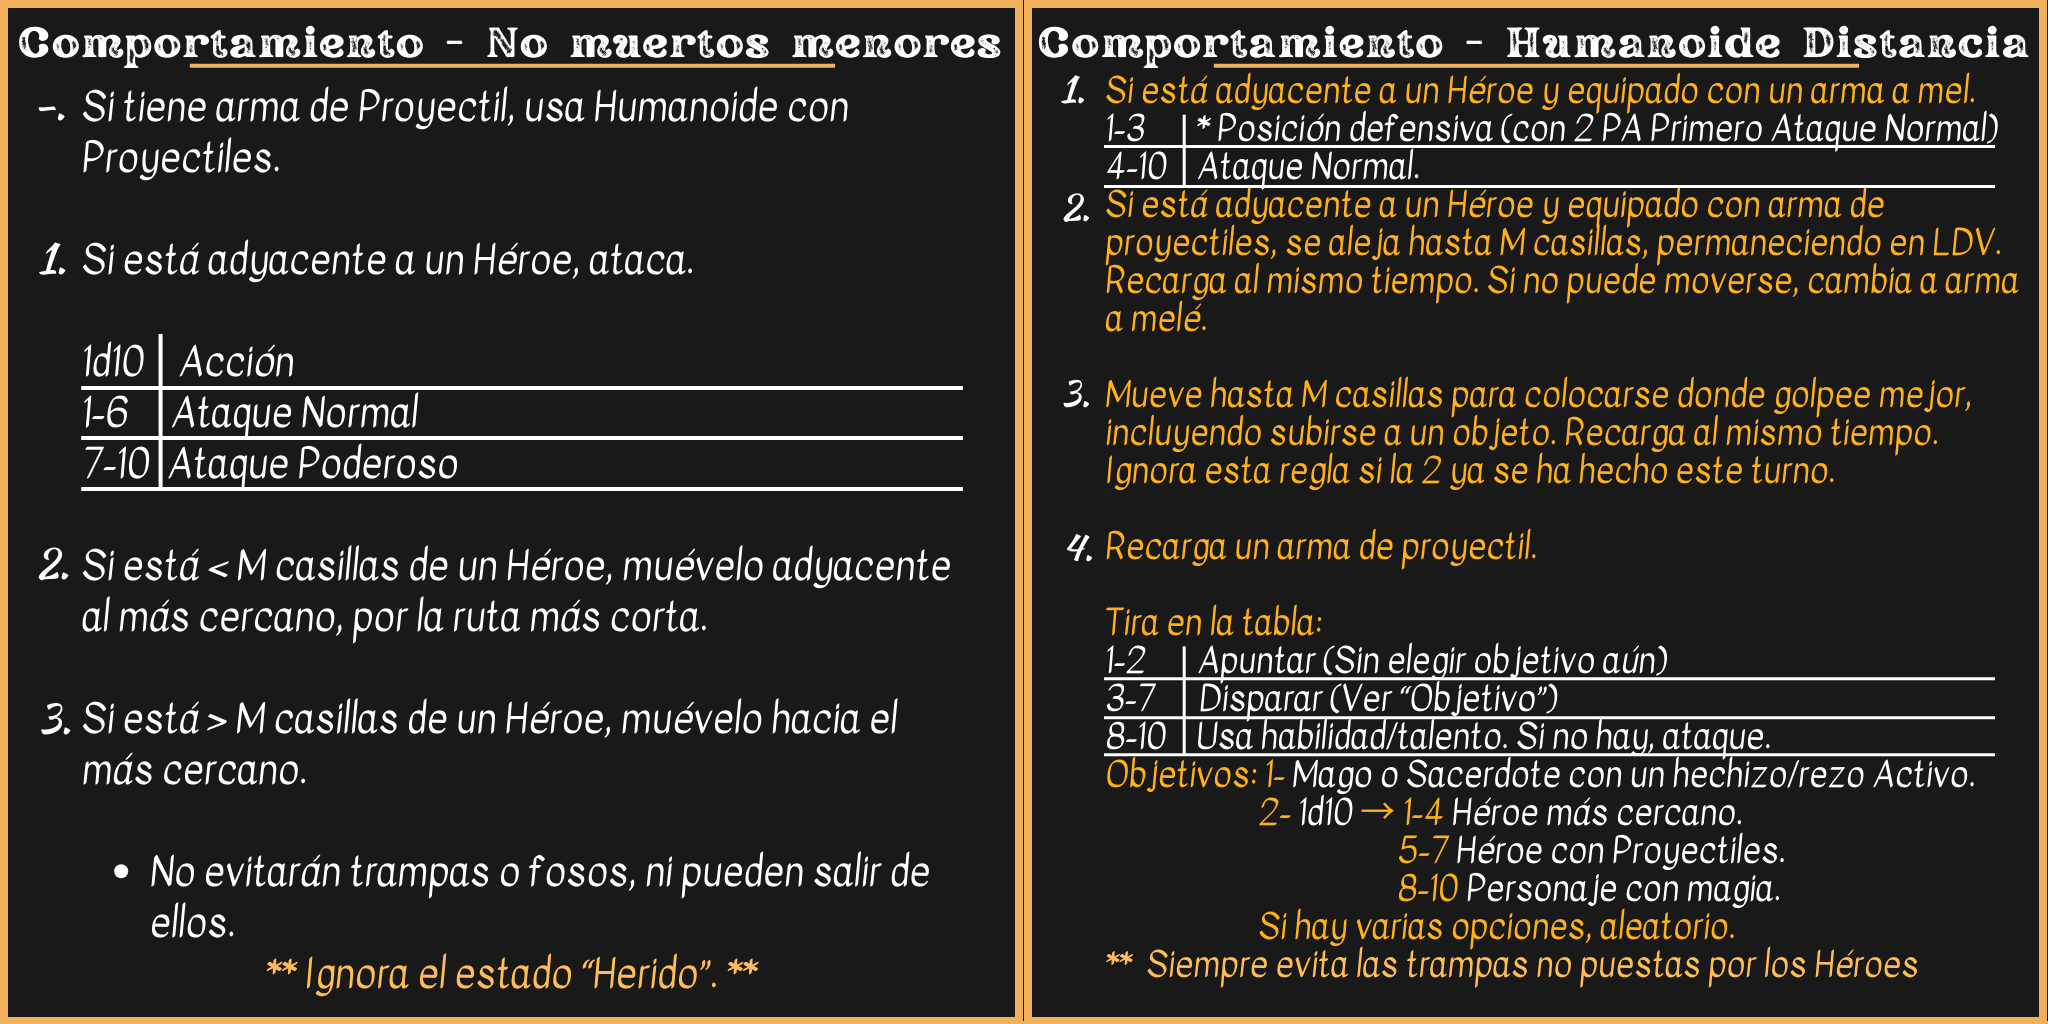 Comportamiento - No muertos menores
-. Si tiene arma de Proyectil, usa Humanoide con
Proyectiles.
1. Si está adyacente a un Héroe, ataca.
1d10 Acción
1-6 Ataque Normal
7-10 Ataque Poderoso
2. Si está < M casillas de un Héroe, muévelo adyacente
al más cercano, por la ruta más corta.
3. Si está > M casillas de un Héroe, muévelo hacia el
más cercano.
• No evitarán trampas o fosos, ni pueden salir de
ellos.
** Ignora el estado “Herido”. **
Comportamiento - Humanoide Distancia
1. Si está adyacente a un Héroe y equipado con un arma a mel.
1-3 * Posición defensiva (con 2 PA Primero Ataque Normal)
4-10 Ataque Normal.
2. Si está adyacente a un Héroe y equipado con arma de
proyectiles, se aleja hasta M casillas, permaneciendo en LDV.
Recarga al mismo tiempo. Si no puede moverse, cambia a arma
a melé.
3. Mueve hasta M casillas para colocarse donde golpee mejor,
incluyendo subirse a un objeto. Recarga al mismo tiempo.
Ignora esta regla si la 2 ya se ha hecho este turno.
4. Recarga un arma de proyectil.
Tira en la tabla:
1-2 Apuntar (Sin elegir objetivo aún)
3-7 Disparar (Ver “Objetivo”)
8-10 Usa habilidad/talento. Si no hay, ataque.
Objetivos: 1- Mago o Sacerdote con un hechizo/rezo Activo.
2- 1d10 → 1-4 Héroe más cercano.
5-7 Héroe con Proyectiles.
8-10 Personaje con magia.
Si hay varias opciones, aleatorio.
** Siempre evita las trampas no puestas por los Héroes